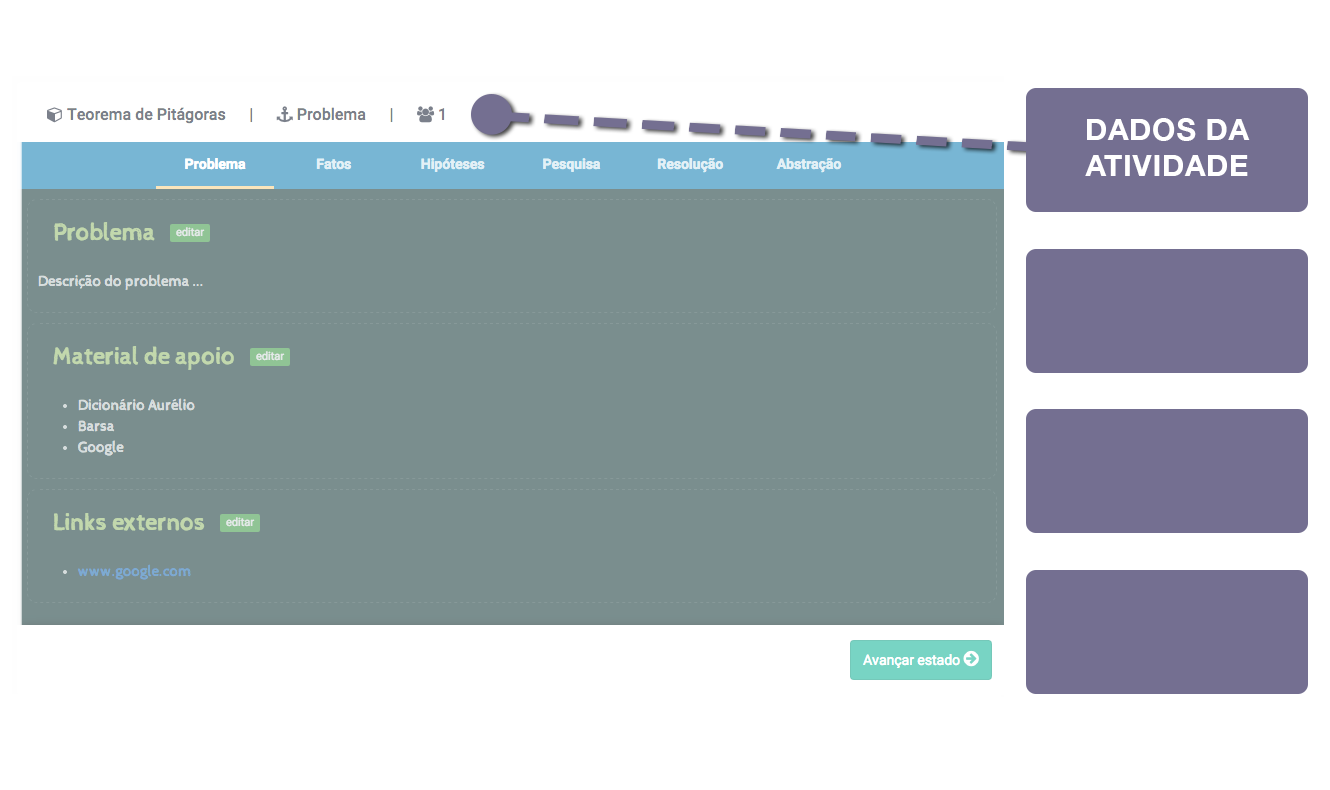 Teorema de Pitágoras | Problema | 1
DADOS DA
ATIVIDADE
Problema Fatos Hipóteses Pesquisa Resolução Abstração
Problema editar
Descrição do problema ...
Material de apoio editar
• Dicionário Aurélio
• Barsa
• Google
Links externos editar
• www.google.com
Avançar estado